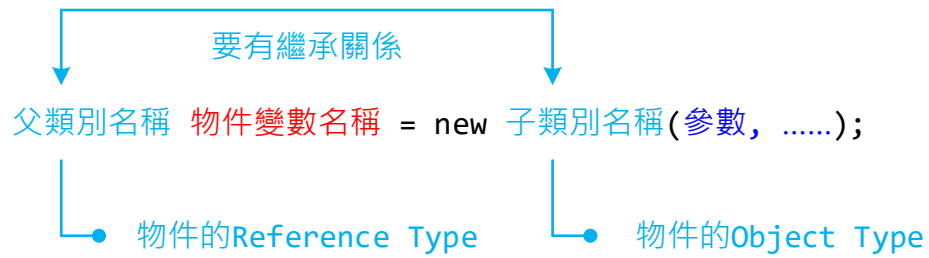 要有繼承關係
父類別名稱 物件變數名稱 = new 子類別名稱(參數, ……);
物件的Reference Type 物件的Object Type